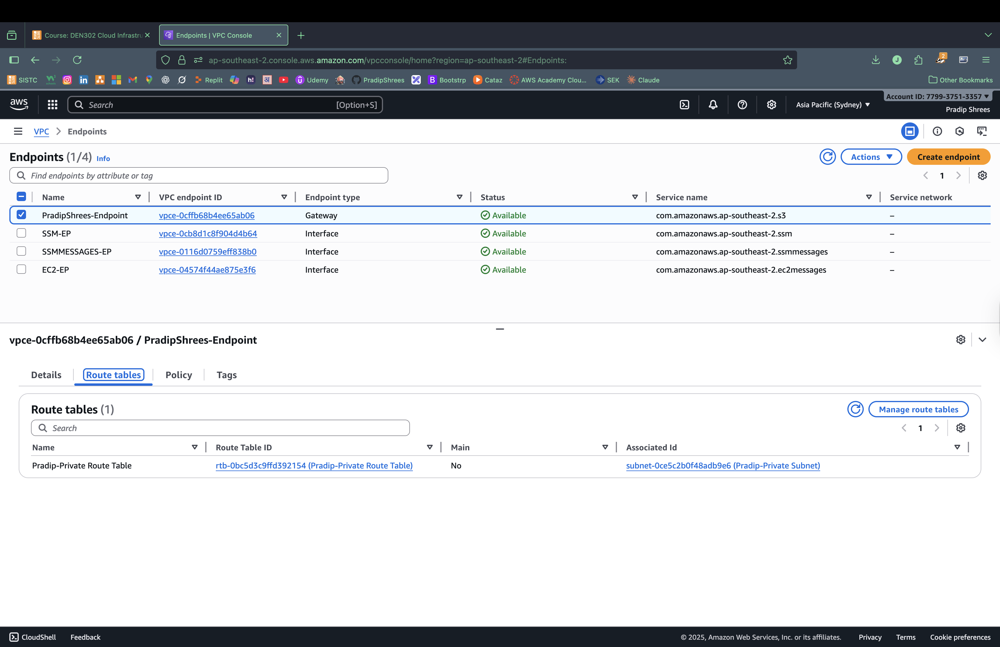 Course: DEN302 Cloud Infrastru
Endpoints | VPC Console
ap-southeast-2.console.aws.amazon.com/vpcconsole/home?region=ap-southeast-2#Endpoints:
J
2
SISTC
Replit
h!
Udemy
PradipShrees
B Bootstrp
Cataz
AWS Academy Clou...
SEK
Claude
Other Bookmarks
aws
Search [Option+S]
Asia Pacific (Sydney)
Account ID: 7799-3751-3357
Pradip Shrees
VPC > Endpoints
Endpoints (1/4) Info
Actions
Create endpoint
Find endpoints by attribute or tag
1
Name VPC endpoint ID Endpoint type Status Service name Service network
PradipShrees-Endpoint vpce-0cffb68b4ee65ab06 Gateway Available com.amazonaws.ap-southeast-2.s3 –
SSM-EP vpce-0cb8d1c8f904d4b64 Interface Available com.amazonaws.ap-southeast-2.ssm –
SSMMESSAGES-EP vpce-0116d0759eff838b0 Interface Available com.amazonaws.ap-southeast-2.ssmmessages –
EC2-EP vpce-04574f44ae875e3f6 Interface Available com.amazonaws.ap-southeast-2.ec2messages –
vpce-0cffb68b4ee65ab06 / PradipShrees-Endpoint
Details Route tables Policy Tags
Route tables (1)
Manage route tables
Search
1
Name Route Table ID Main Associated Id
Pradip-Private Route Table rtb-0bc5d3c9ffd392154 (Pradip-Private Route Table) No subnet-0ce5c2b0f48adb9e6 (Pradip-Private Subnet)
CloudShell Feedback © 2025, Amazon Web Services, Inc. or its affiliates. Privacy Terms Cookie preferences